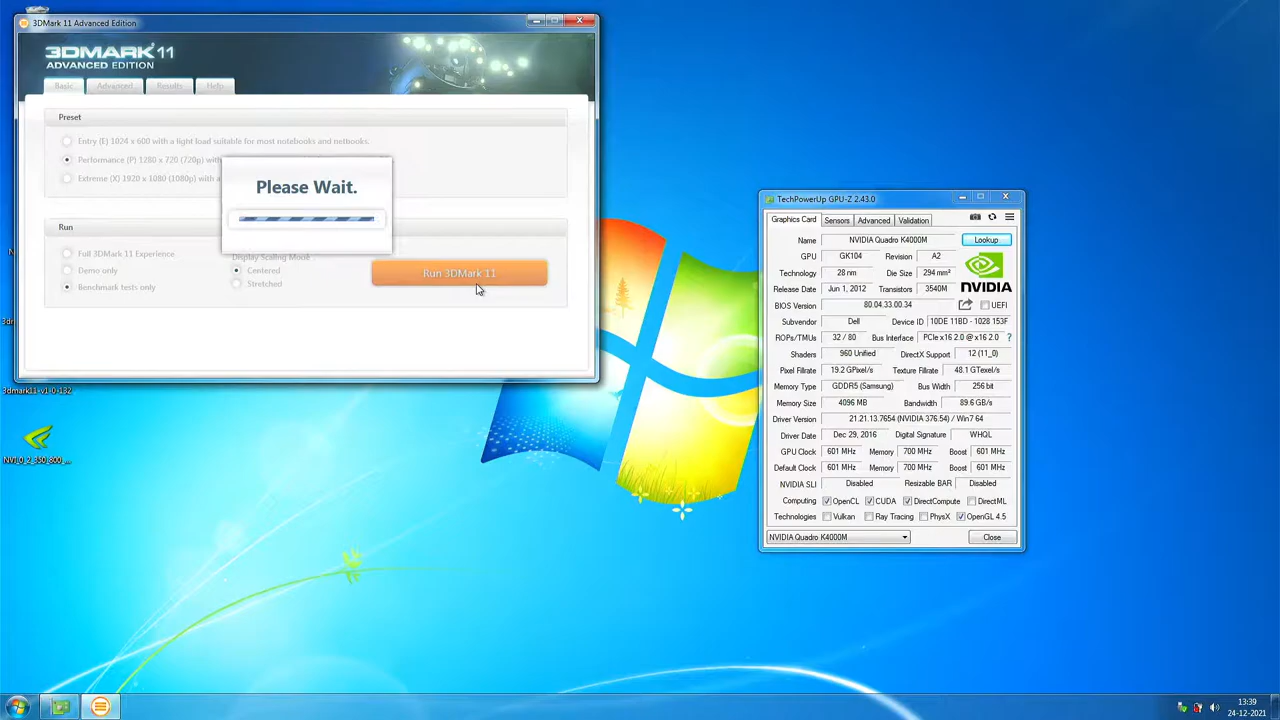 3DMark 11 Advanced Edition
3DMARK 11
ADVANCED EDITION
Basic Advanced Results Help
Preset
Entry (E) 1024 x 600 with a light load suitable for most notebooks and netbooks.
Performance (P) 1280 x 720 (720p) with
Extreme (X) 1920 x 1080 (1080p) with a
Please Wait.
Run
Full 3DMark 11 Experience
Demo only
Benchmark tests only
Display Scaling Mode
Centered
Stretched
Run 3DMark 11
3dmark11-v1-0-132
NV1.0_2_350_800_...
TechPowerUp GPU-Z 2.43.0
Graphics Card Sensors Advanced Validation
Name NVIDIA Quadro K4000M Lookup
GPU GK104 Revision A2
Technology 28 nm Die Size 294 mm²
Release Date Jun 1, 2012 Transistors 3540M
NVIDIA
BIOS Version 80.04.33.00.34 UEFI
Subvendor Dell Device ID 10DE 11BD - 1028 153F
ROPs/TMUs 32 / 80 Bus Interface PCIe x16 2.0 @ x16 2.0 ?
Shaders 960 Unified DirectX Support 12 (11_0)
Pixel Fillrate 19.2 GPixel/s Texture Fillrate 48.1 GTexel/s
Memory Type GDDR5 (Samsung) Bus Width 256 bit
Memory Size 4096 MB Bandwidth 89.6 GB/s
Driver Version 21.21.13.7654 (NVIDIA 376.54) / Win7 64
Driver Date Dec 29, 2016 Digital Signature WHQL
GPU Clock 601 MHz Memory 700 MHz Boost 601 MHz
Default Clock 601 MHz Memory 700 MHz Boost 601 MHz
NVIDIA SLI Disabled Resizable BAR Disabled
Computing OpenCL CUDA DirectCompute DirectML
Technologies Vulkan Ray Tracing PhysX OpenGL 4.5
NVIDIA Quadro K4000M Close
13:39
24-12-2021